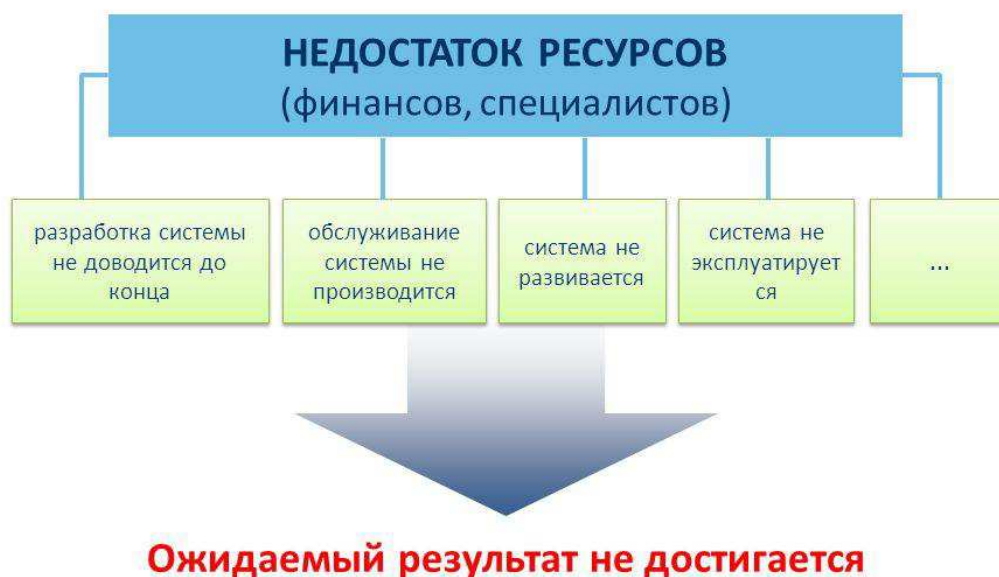 НЕДОСТАТОК РЕСУРСОВ
(финансов, специалистов)
разработка системы
не доводится до
конца
обслуживание
системы не
производится
система не
развивается
система не
эксплуатирует
ся
...
Ожидаемый результат не достигается